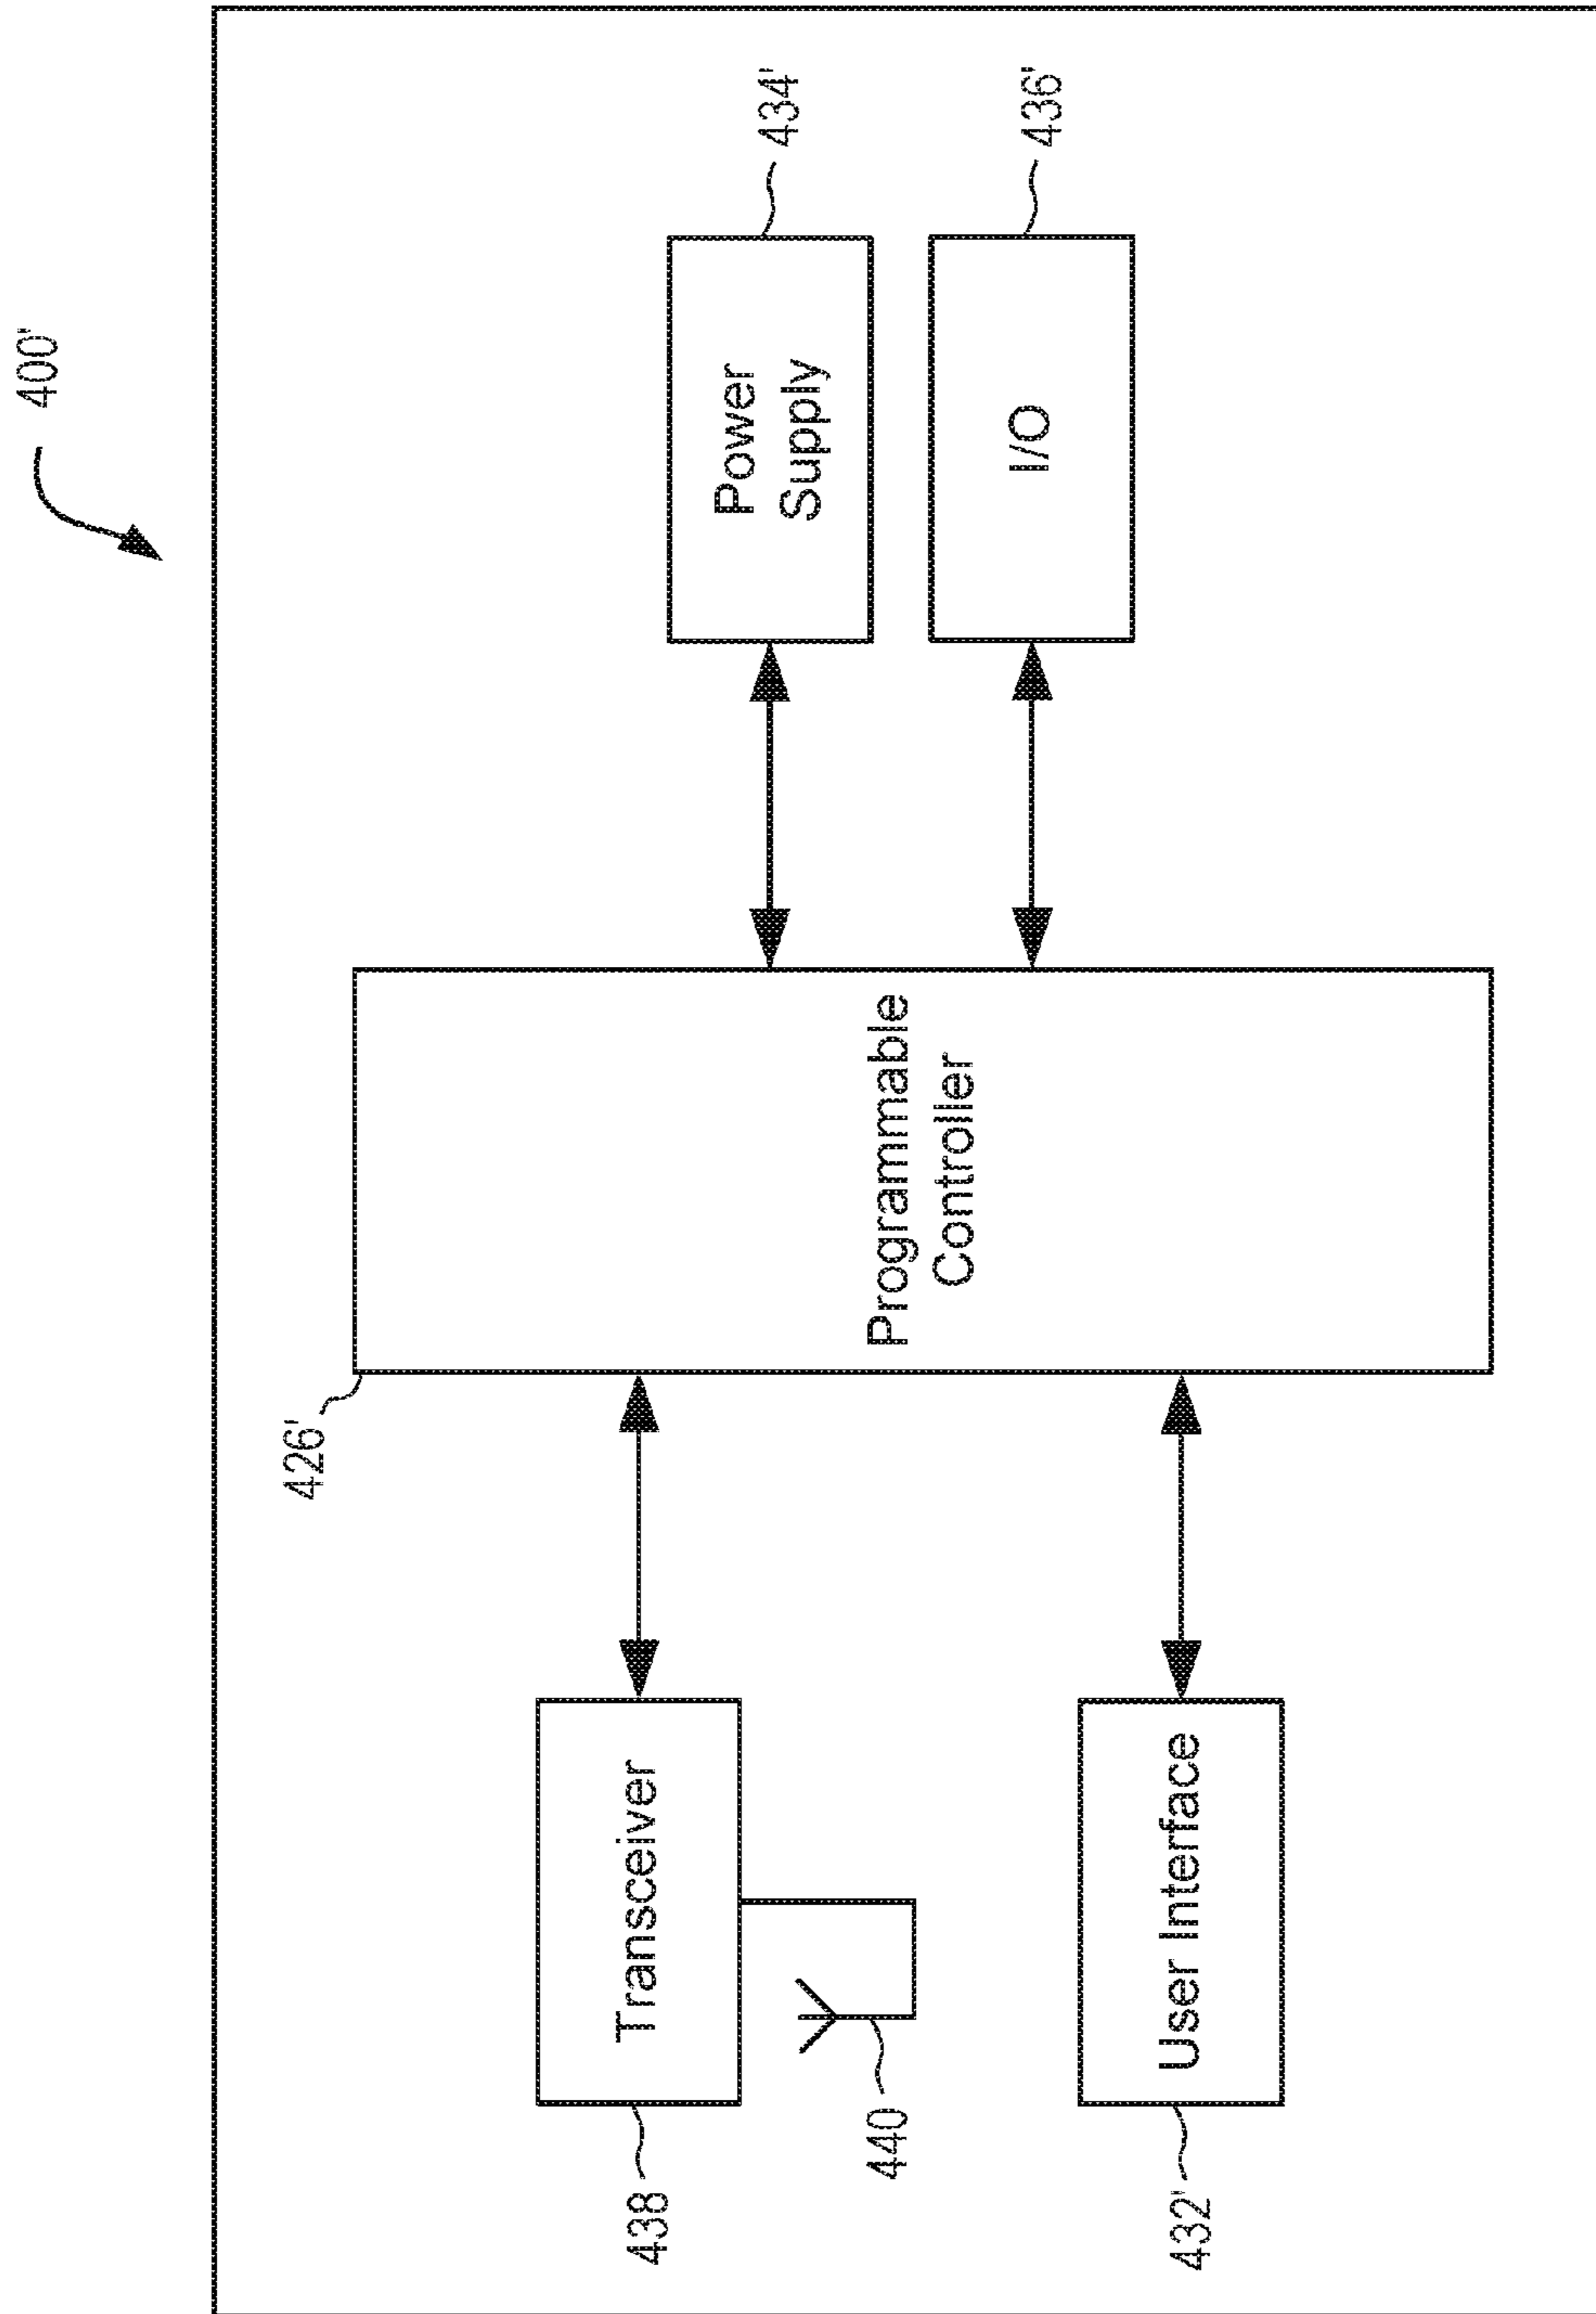 400'
426'
438
Transceiver
440
432'
User Interface
Programmable
Controller
Power
Supply
434'
I/O
436'